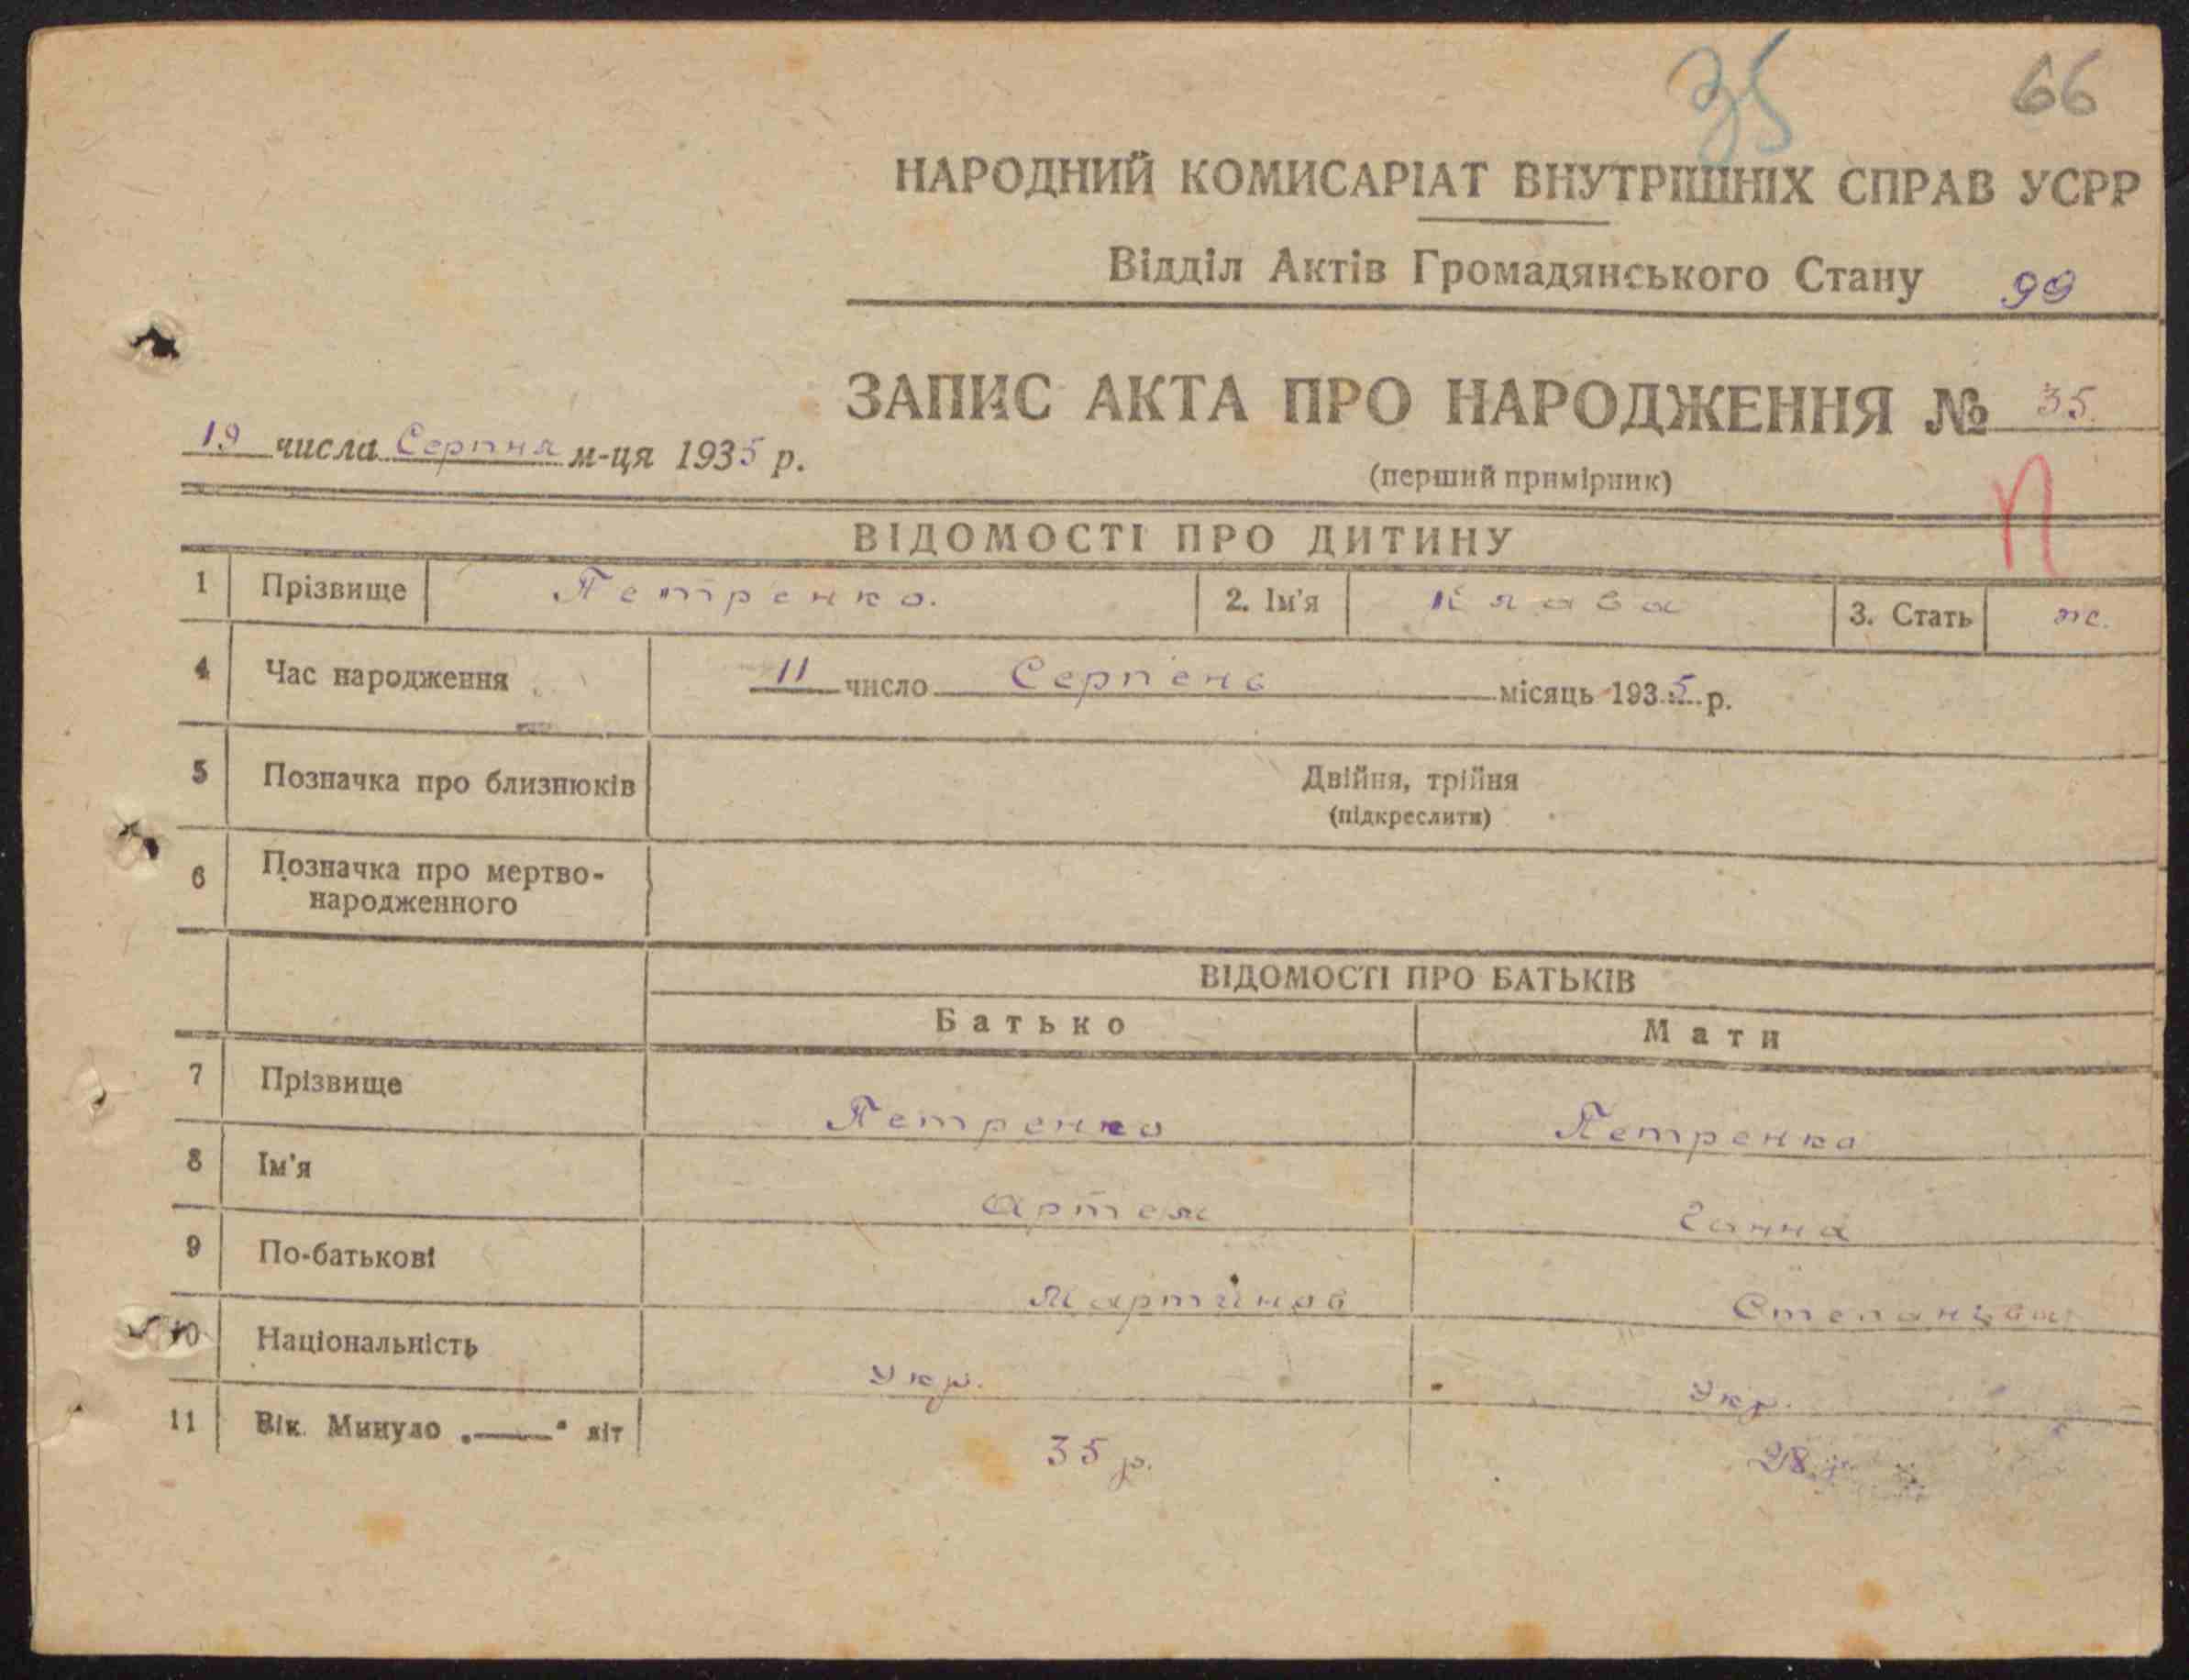 35 66
НАРОДНИЙ КОМИСАРІАТ ВНУТРІШНІХ СПРАВ УСРР
Відділ Актів Громадянського Стану 99
ЗАПИС АКТА ПРО НАРОДЖЕННЯ № 35.
19 числа Серпня м-ця 1935 р.
(перший примірник)
П
ВІДОМОСТІ ПРО ДИТИНУ
1 Прізвище Петренко. 2. Ім'я Клава 3. Стать ж.
4 Час народження 11 число Серпень місяць 1935 р.
5 Позначка про близнюків Двійня, трійня
(підкреслити)
6 Позначка про мертво-
народженного
ВІДОМОСТІ ПРО БАТЬКІВ
Батько Мати
7 Прізвище Петренко Петренко
8 Ім'я Артем Ганна
9 По-батькові Мартинов Степанівна
10 Національність Укр. Укр.
11 Вік. Минуло „—“ літ 35 р. 28